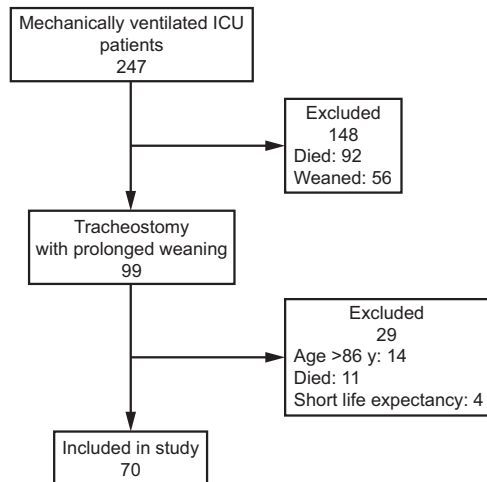 Mechanically ventilated ICU
patients
247
Excluded
148
Died: 92
Weaned: 56
Tracheostomy
with prolonged weaning
99
Excluded
29
Age >86 y: 14
Died: 11
Short life expectancy: 4
Included in study
70